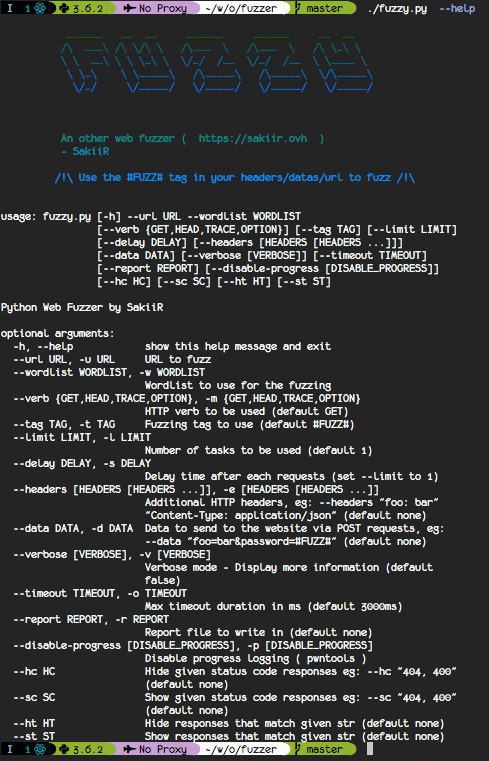 I 1 3.6.2 No Proxy ~/w/o/fuzzer master ./fuzzy.py --help
An other web fuzzer ( https://sakiir.ovh )
- SakiiR
/!\ Use the #FUZZ# tag in your headers/datas/url to fuzz /!\
usage: fuzzy.py [-h] --url URL --wordlist WORDLIST
[--verb {GET,HEAD,TRACE,OPTION}] [--tag TAG] [--limit LIMIT]
[--delay DELAY] [--headers [HEADERS [HEADERS ...]]]
[--data DATA] [--verbose [VERBOSE]] [--timeout TIMEOUT]
[--report REPORT] [--disable-progress [DISABLE_PROGRESS]]
[--hc HC] [--sc SC] [--ht HT] [--st ST]
Python Web Fuzzer by SakiiR
optional arguments:
-h, --help show this help message and exit
--url URL, -u URL URL to fuzz
--wordlist WORDLIST, -w WORDLIST
Wordlist to use for the fuzzing
--verb {GET,HEAD,TRACE,OPTION}, -m {GET,HEAD,TRACE,OPTION}
HTTP verb to be used (default GET)
--tag TAG, -t TAG Fuzzing tag to use (default #FUZZ#)
--limit LIMIT, -l LIMIT
Number of tasks to be used (default 1)
--delay DELAY, -s DELAY
Delay time after each requests (set --limit to 1)
--headers [HEADERS [HEADERS ...]], -e [HEADERS [HEADERS ...]]
Additional HTTP headers, eg: --headers "foo: bar"
"Content-Type: application/json" (default none)
--data DATA, -d DATA Data to send to the website via POST requests, eg:
--data "foo=bar&password=#FUZZ#" (default none)
--verbose [VERBOSE], -v [VERBOSE]
Verbose mode - Display more information (default
false)
--timeout TIMEOUT, -o TIMEOUT
Max timeout duration in ms (default 3000ms)
--report REPORT, -r REPORT
Report file to write in (default none)
--disable-progress [DISABLE_PROGRESS], -p [DISABLE_PROGRESS]
Disable progress logging ( pwntools )
--hc HC Hide given status code responses eg: --hc "404, 400"
(default none)
--sc SC Show given status code responses eg: --sc "404, 400"
(default none)
--ht HT Hide responses that match given str (default none)
--st ST Show responses that match given str (default none)
I 1 3.6.2 No Proxy ~/w/o/fuzzer master